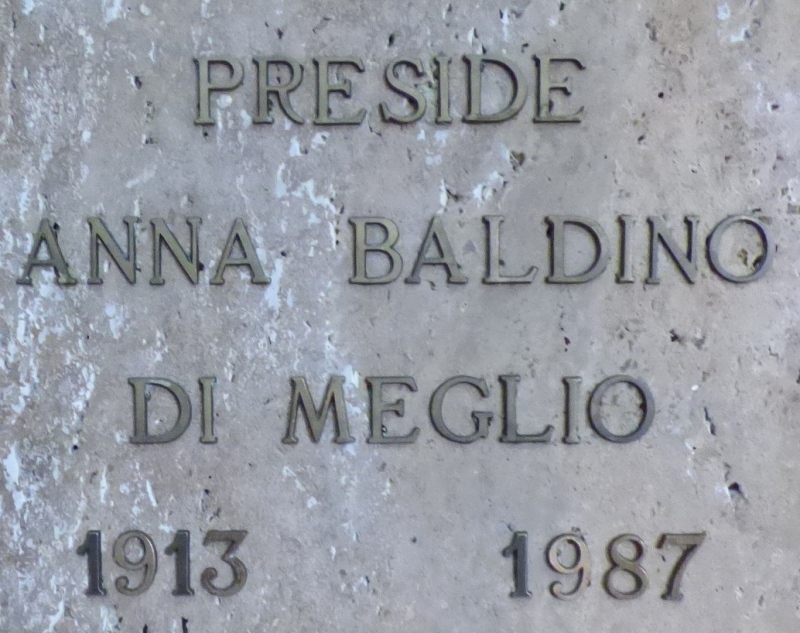 PRESIDE
ANNA BALDINO
DI MEGLIO
1913 1987